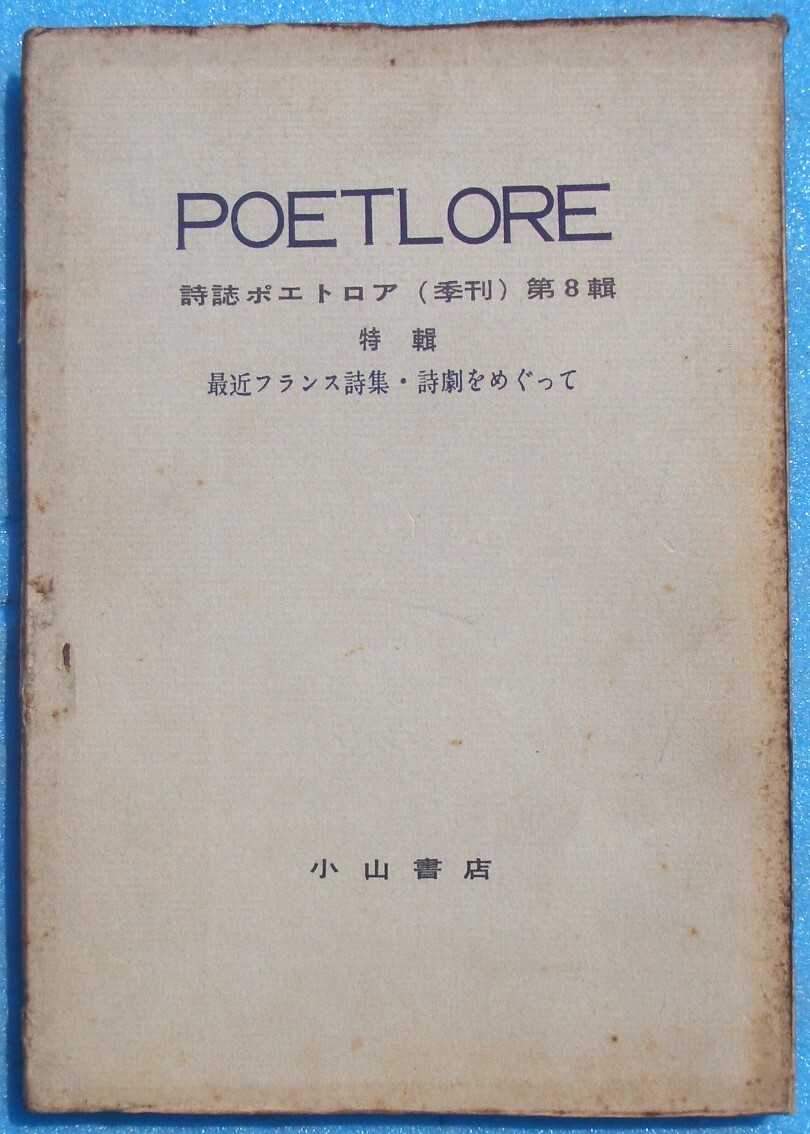 POETLORE
詩誌ポエトロア（季刊）第8輯
特輯
最近フランス詩集・詩劇をめぐって
小山書店